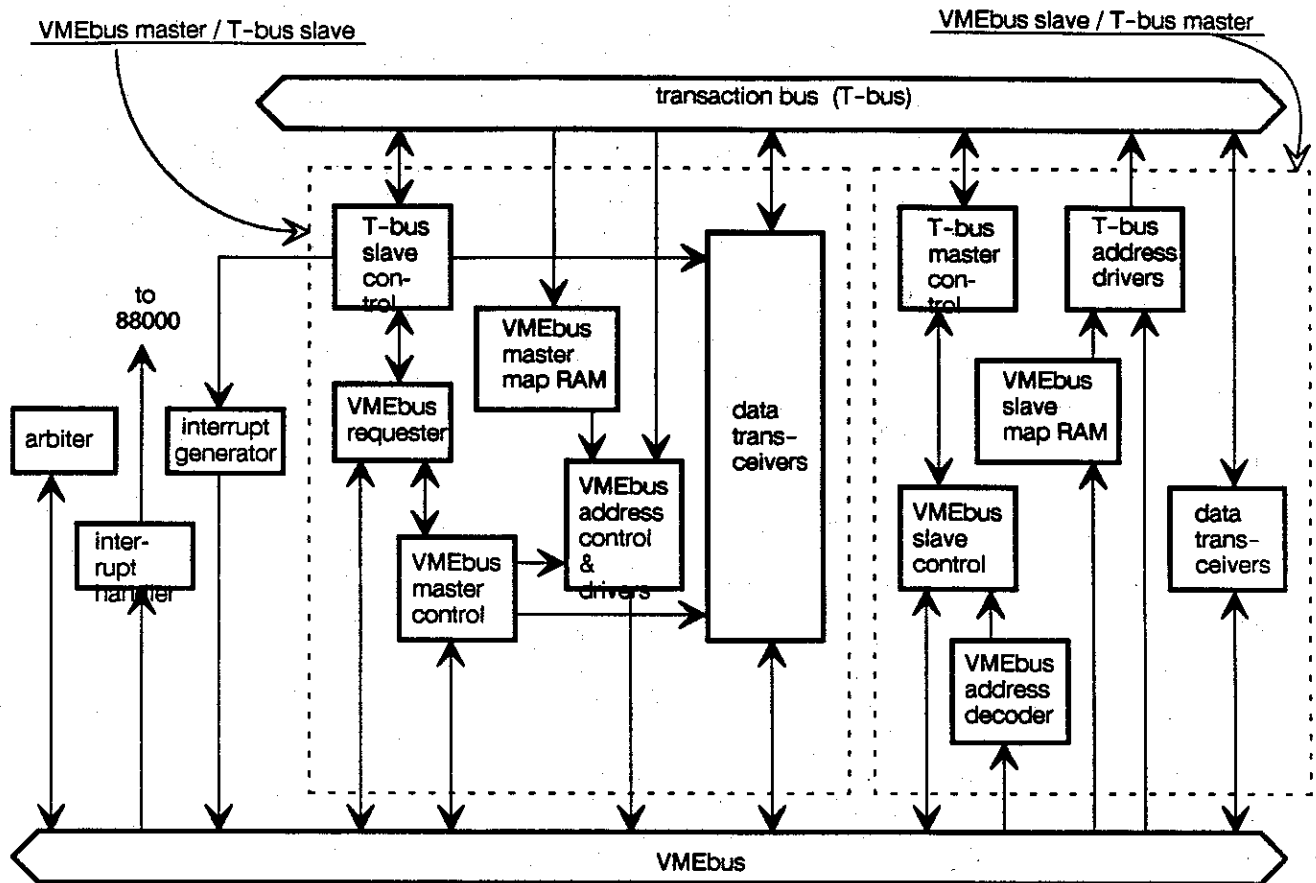 VMEbus master / T-bus slave
VMEbus slave / T-bus master
transaction bus (T-bus)
T-bus
slave
con-
trol
T-bus
master
con-
trol
T-bus
address
drivers
to
88000
VMEbus
master
map RAM
VMEbus
slave
map RAM
arbiter
interrupt
generator
VMEbus
requester
data
trans-
ceivers
VMEbus
address
control
&
drivers
VMEbus
slave
control
data
trans-
ceivers
inter-
rupt
handler
VMEbus
master
control
VMEbus
address
decoder
VMEbus